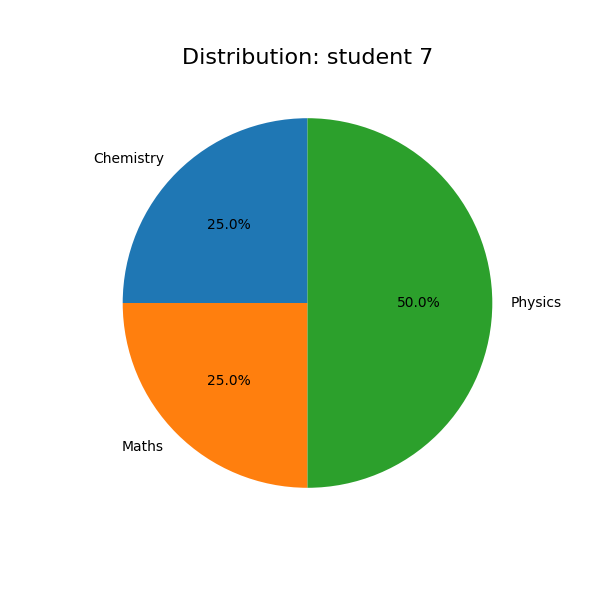 Distribution: student 7
Chemistry
25.0%
50.0%
Physics
25.0%
Maths